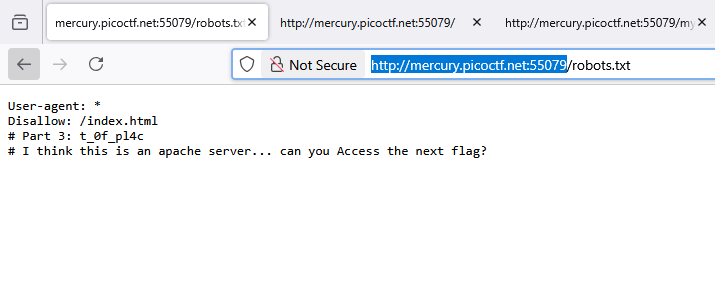 mercury.picoctf.net:55079/robots.tx
http://mercury.picoctf.net:55079/
http://mercury.picoctf.net:55079/my
Not Secure
http://mercury.picoctf.net:55079/robots.txt
User-agent: *
Disallow: /index.html
# Part 3: t_0f_pl4c
# I think this is an apache server... can you Access the next flag?